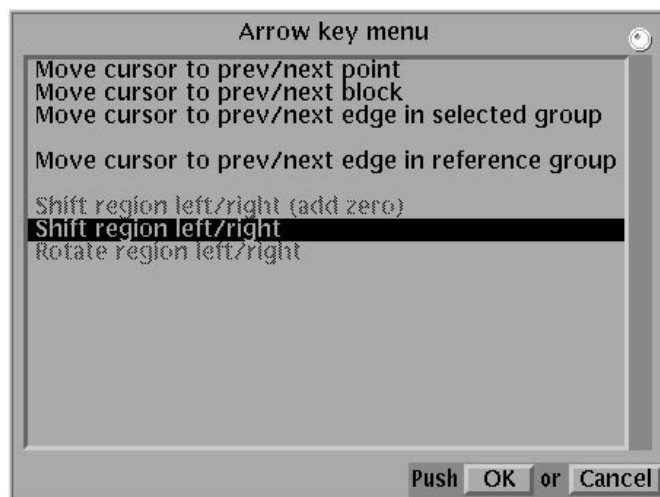 Arrow key menu
Move cursor to prev/next point
Move cursor to prev/next block
Move cursor to prev/next edge in selected group
Move cursor to prev/next edge in reference group
Shift region left/right (add zero)
Shift region left/right
Rotate region left/right
Push OK or Cancel